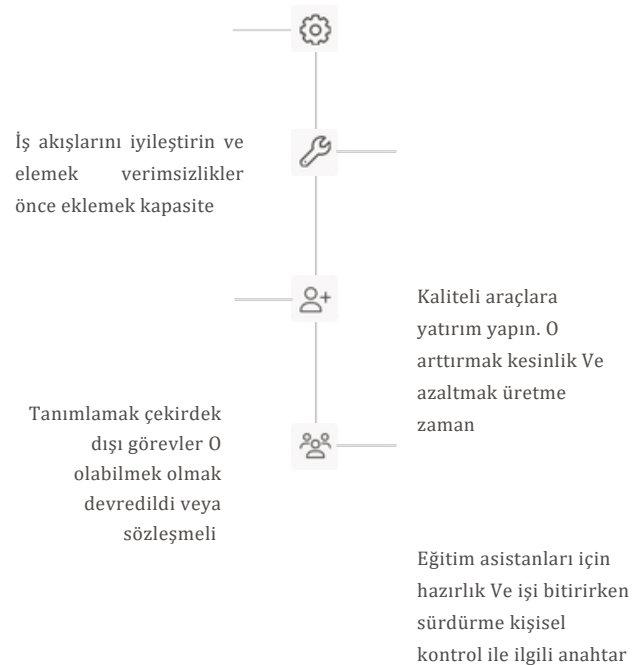 İş akışlarını iyileştirin ve
elemek verimsizlikler
önce eklemek kapasite
Kaliteli araçlara
yatırım yapın. O
arttırmak kesinlik Ve
azaltmak üretme
zaman
Tanımlamak çekirdek
dışı görevler O
olabilmek olmak
devredildi veya
sözleşmeli
Eğitim asistanları için
hazırlık Ve işi bitirirken
sürdürme kişisel
kontrol ile ilgili anahtar